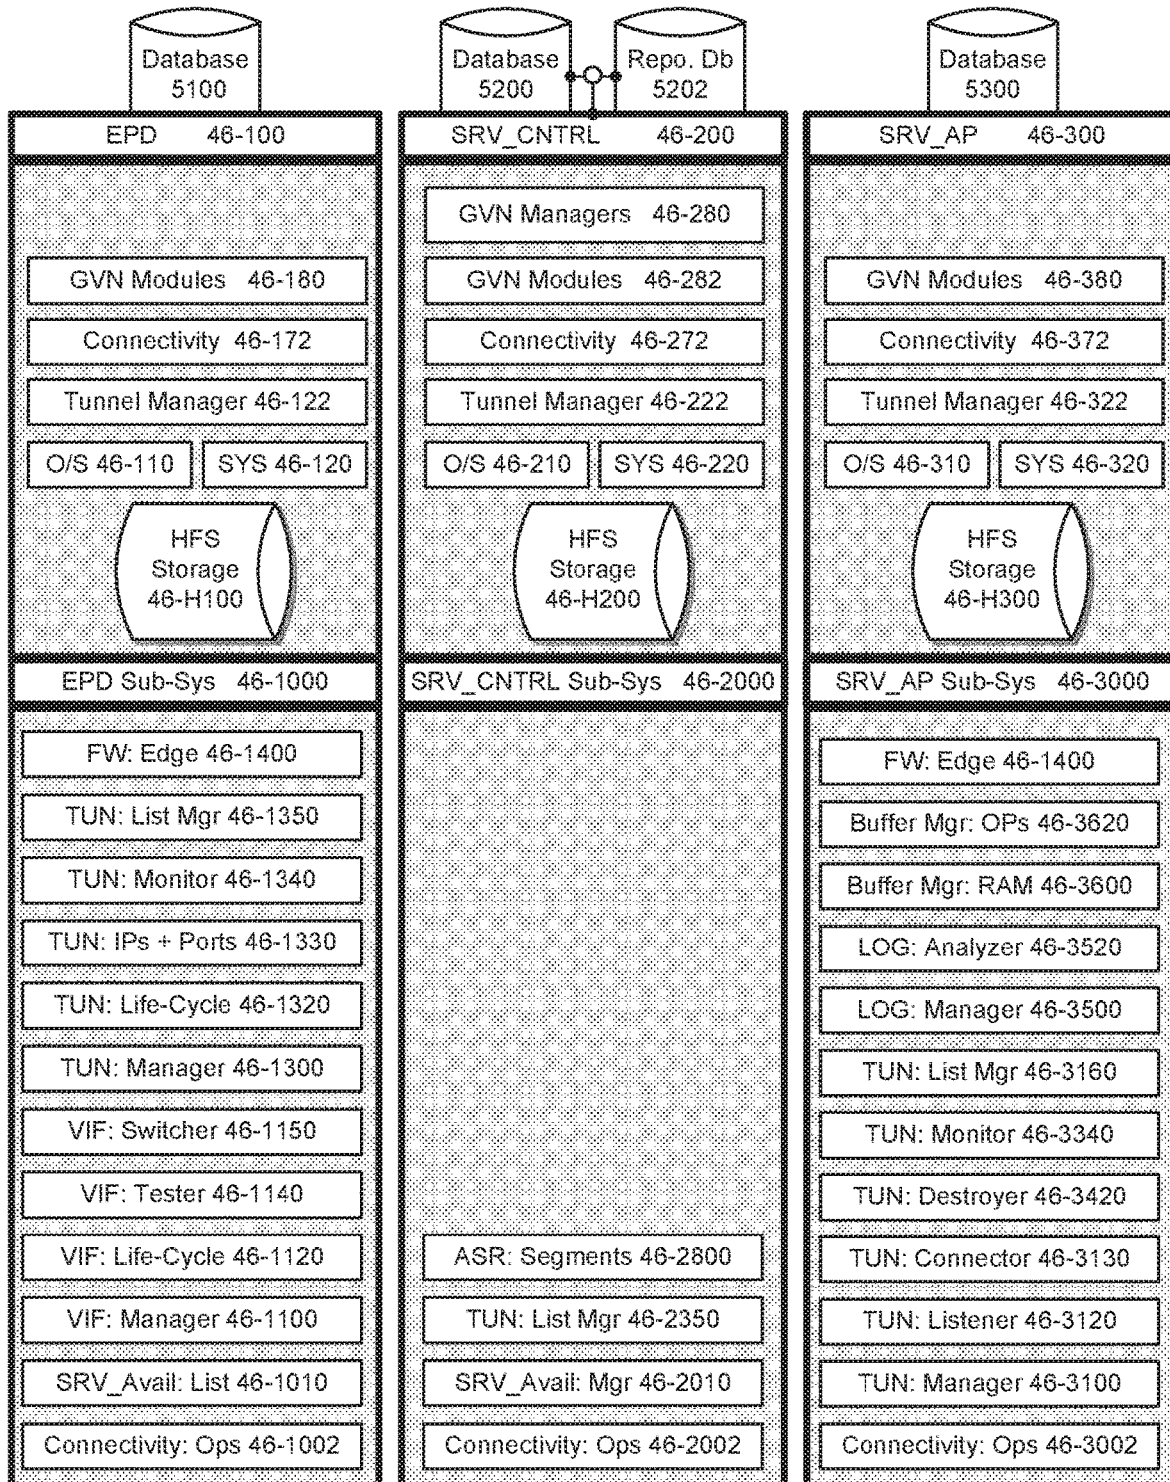 Database
5100
Database
5200
Repo. Db
5202
Database
5300
EPD 46-100
SRV_CNTRL 46-200
SRV_AP 46-300
GVN Managers 46-280
GVN Modules 46-180
GVN Modules 46-282
GVN Modules 46-380
Connectivity 46-172
Connectivity 46-272
Connectivity 46-372
Tunnel Manager 46-122
Tunnel Manager 46-222
Tunnel Manager 46-322
O/S 46-110
SYS 46-120
O/S 46-210
SYS 46-220
O/S 46-310
SYS 46-320
HFS
Storage
46-H100
HFS
Storage
46-H200
HFS
Storage
46-H300
EPD Sub-Sys 46-1000
FW: Edge 46-1400
TUN: List Mgr 46-1350
TUN: Monitor 46-1340
TUN: IPs + Ports 46-1330
TUN: Life-Cycle 46-1320
TUN: Manager 46-1300
VIF: Switcher 46-1150
VIF: Tester 46-1140
VIF: Life-Cycle 46-1120
VIF: Manager 46-1100
SRV_Avail: List 46-1010
Connectivity: Ops 46-1002
SRV_CNTRL Sub-Sys 46-2000
ASR: Segments 46-2800
TUN: List Mgr 46-2350
SRV_Avail: Mgr 46-2010
Connectivity: Ops 46-2002
SRV_AP Sub-Sys 46-3000
FW: Edge 46-1400
Buffer Mgr: OPs 46-3620
Buffer Mgr: RAM 46-3600
LOG: Analyzer 46-3520
LOG: Manager 46-3500
TUN: List Mgr 46-3160
TUN: Monitor 46-3340
TUN: Destroyer 46-3420
TUN: Connector 46-3130
TUN: Listener 46-3120
TUN: Manager 46-3100
Connectivity: Ops 46-3002